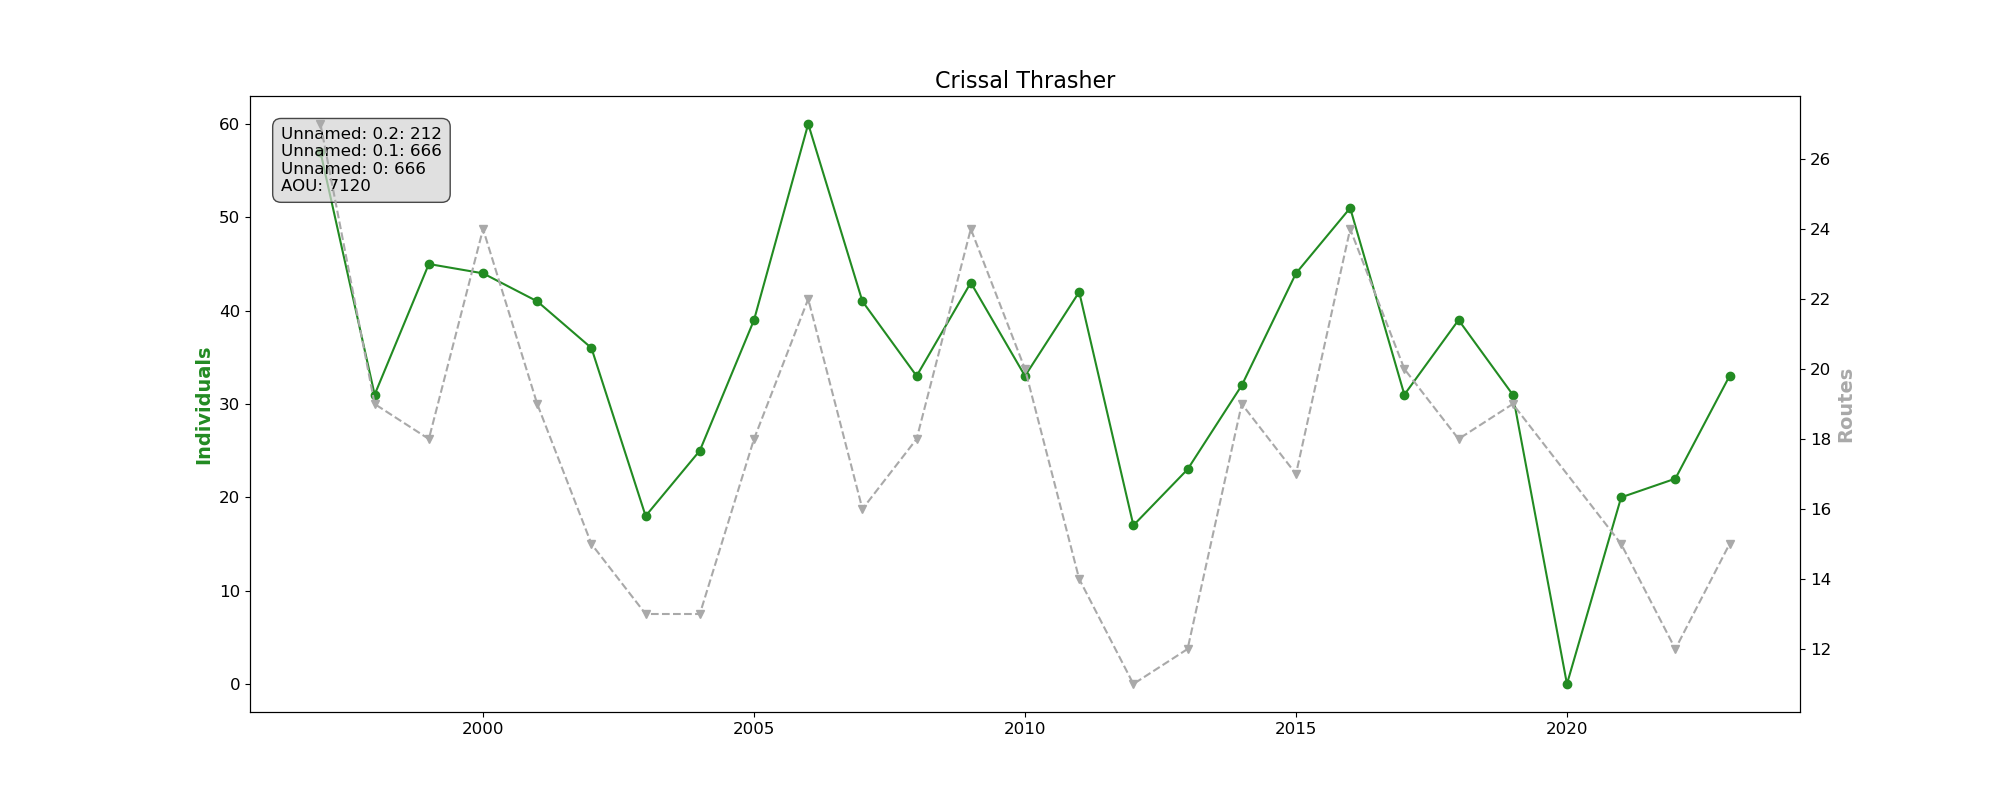 Crissal Thrasher
Unnamed: 0.2: 212
Unnamed: 0.1: 666
Unnamed: 0: 666
AOU: 7120
60
50
40
30
20
10
0
Individuals
26
24
22
20
18
16
14
12
Routes
2000 2005 2010 2015 2020